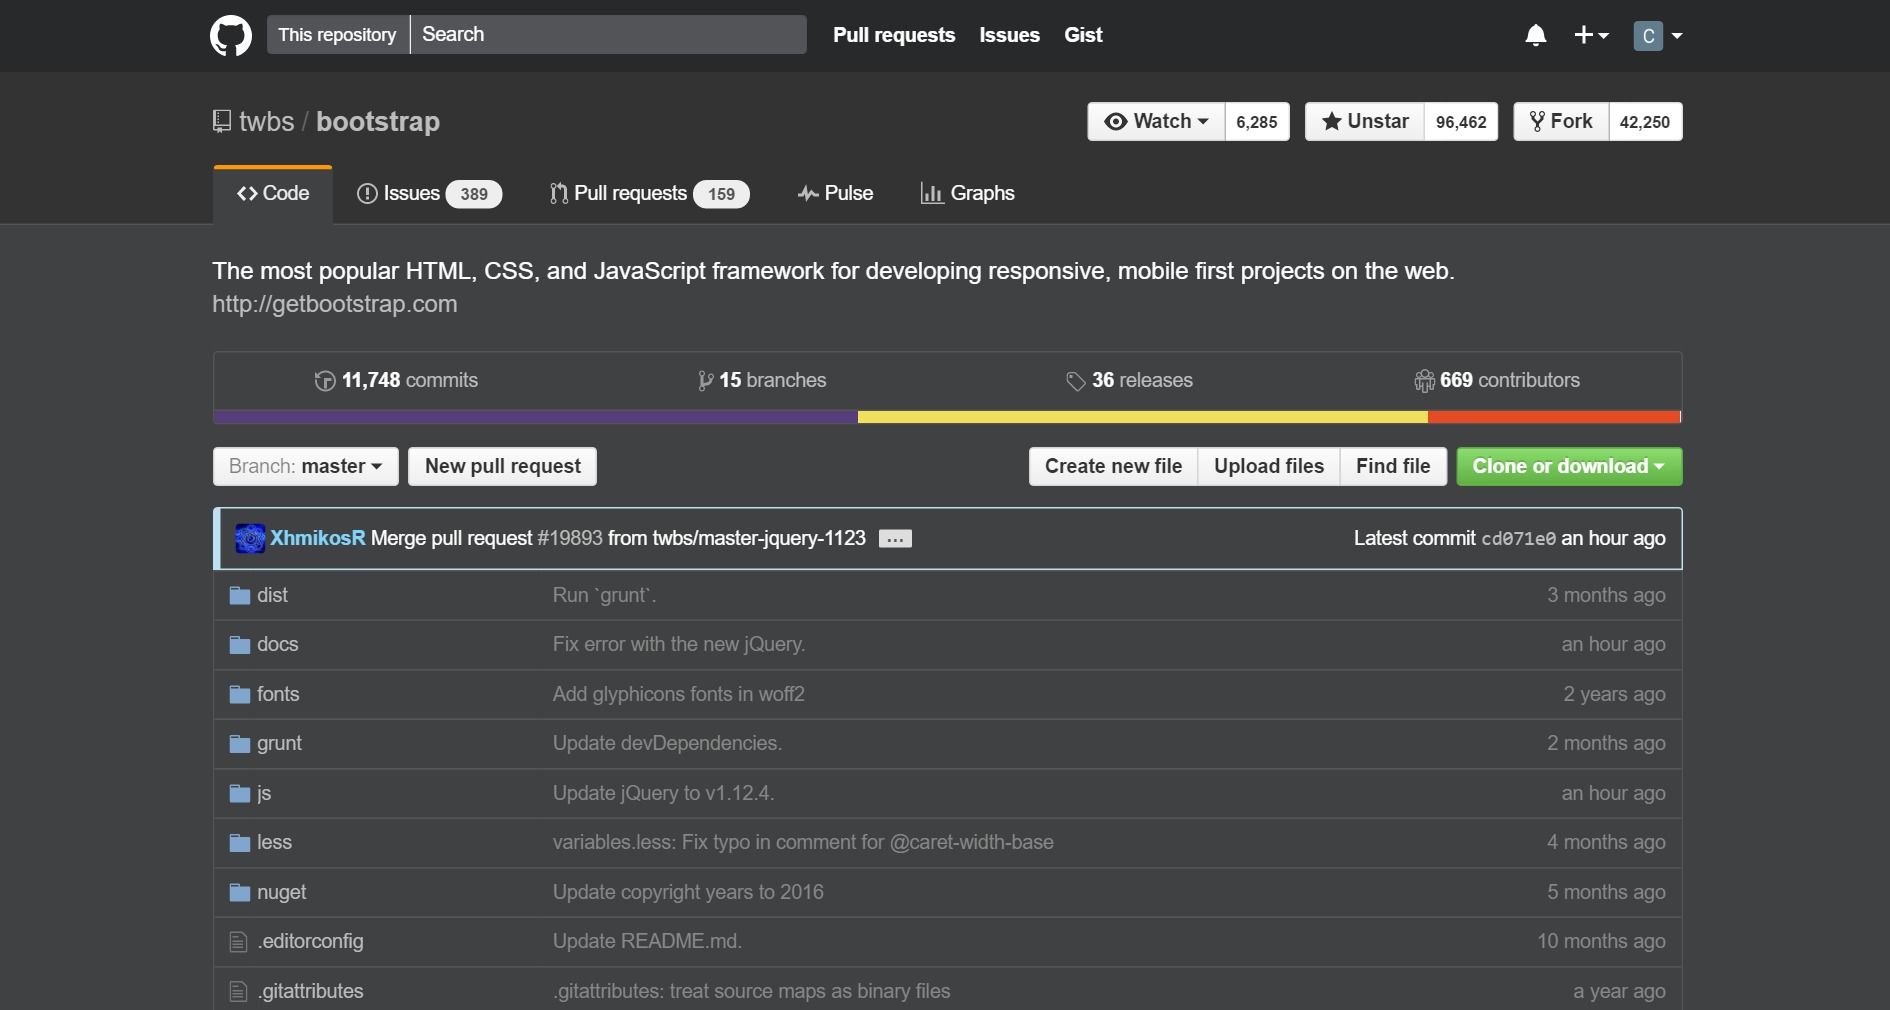 This repository Search Pull requests Issues Gist C
twbs / bootstrap Watch 6,285 Unstar 96,462 Fork 42,250
Code Issues 389 Pull requests 159 Pulse Graphs
The most popular HTML, CSS, and JavaScript framework for developing responsive, mobile first projects on the web.
http://getbootstrap.com
11,748 commits 15 branches 36 releases 669 contributors
Branch: master New pull request Create new file Upload files Find file Clone or download
XhmikosR Merge pull request #19893 from twbs/master-jquery-1123 ... Latest commit cd071e0 an hour ago
dist Run `grunt`. 3 months ago
docs Fix error with the new jQuery. an hour ago
fonts Add glyphicons fonts in woff2 2 years ago
grunt Update devDependencies. 2 months ago
js Update jQuery to v1.12.4. an hour ago
less variables.less: Fix typo in comment for @caret-width-base 4 months ago
nuget Update copyright years to 2016 5 months ago
.editorconfig Update README.md. 10 months ago
.gitattributes .gitattributes: treat source maps as binary files a year ago